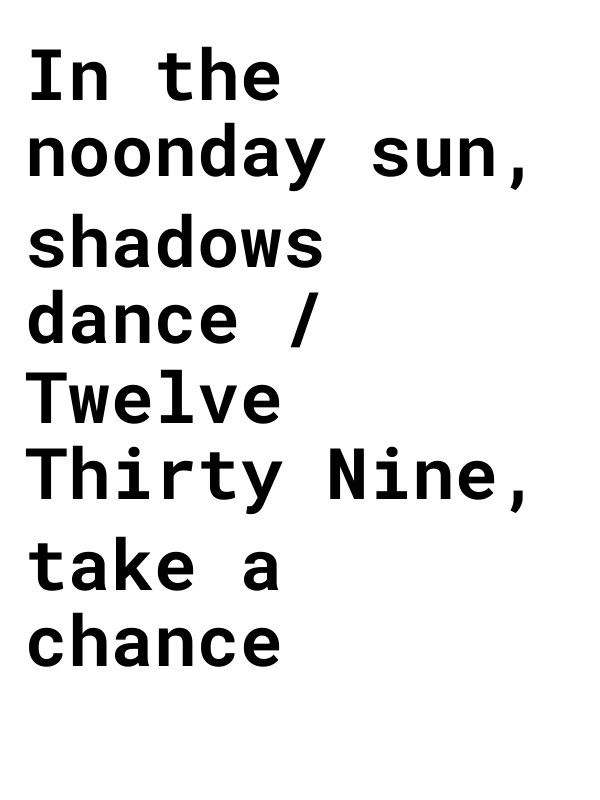 In the
noonday sun,
shadows
dance /
Twelve
Thirty Nine,
take a
chance